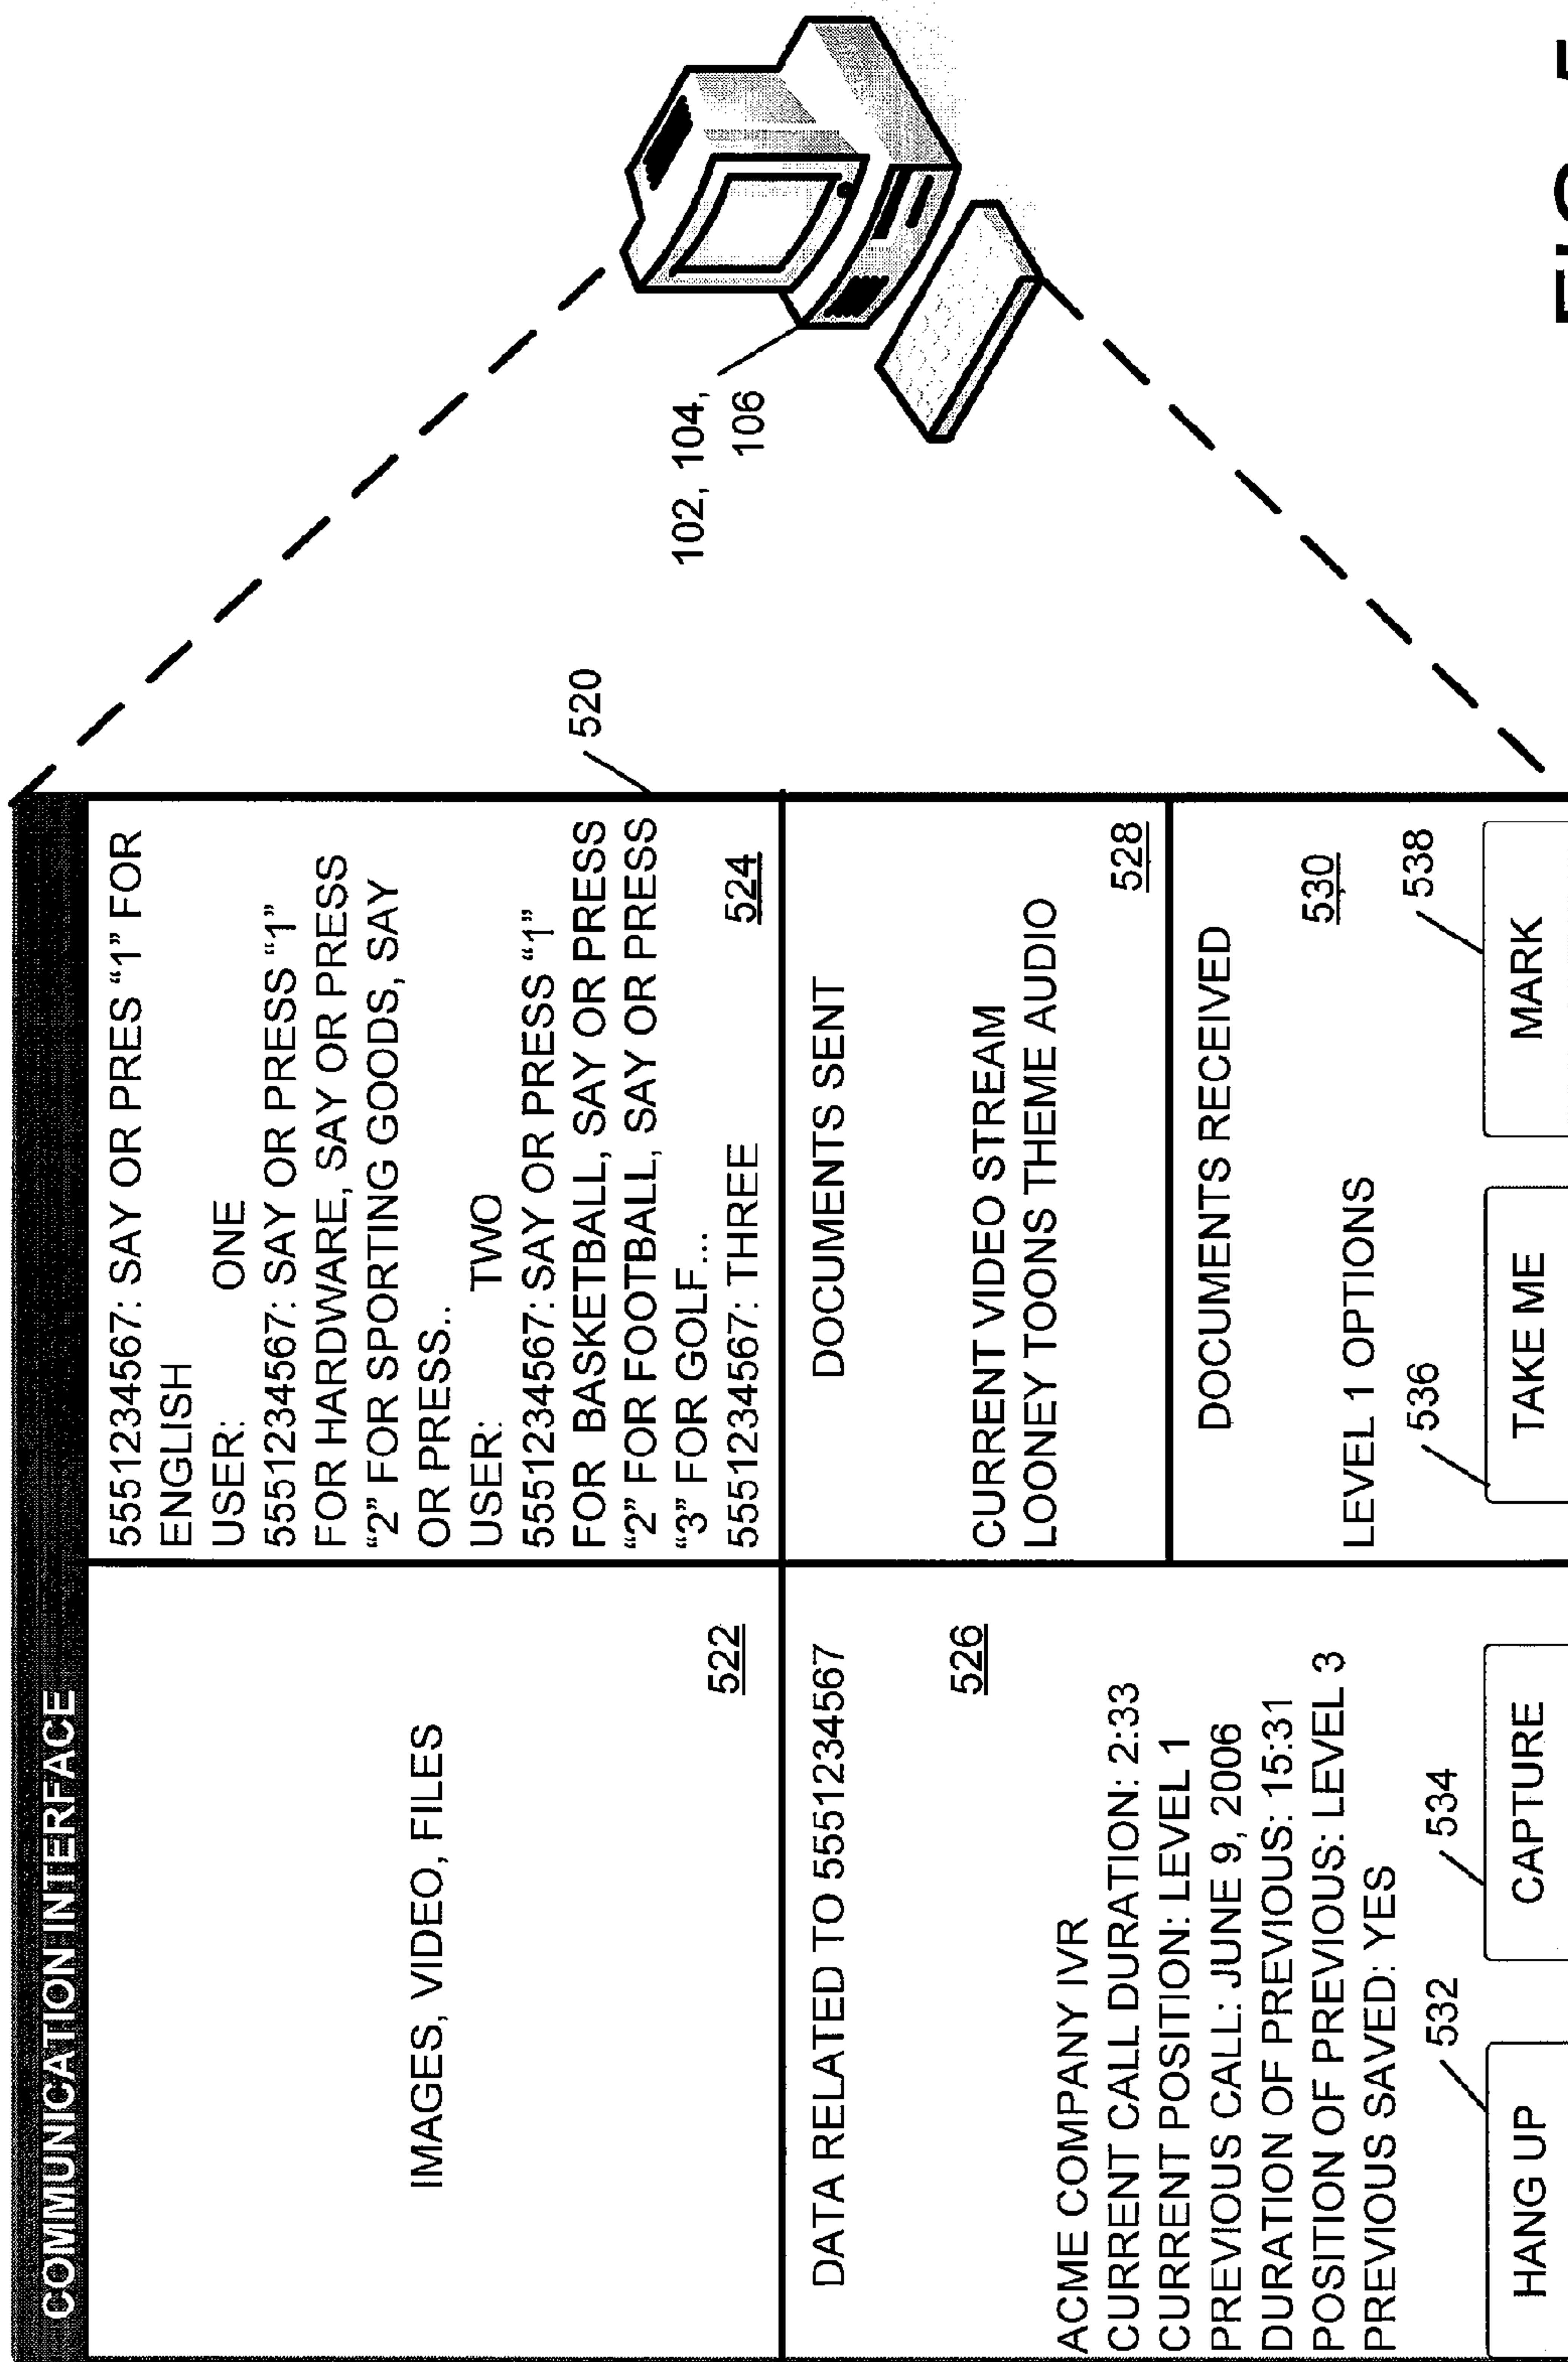 COMMUNICATION INTERFACE
IMAGES, VIDEO, FILES
522
5551234567: SAY OR PRES “1” FOR
ENGLISH
USER: ONE
5551234567: SAY OR PRESS “1”
FOR HARDWARE, SAY OR PRESS
“2” FOR SPORTING GOODS, SAY
OR PRESS..
USER: TWO
5551234567: SAY OR PRESS “1”
FOR BASKETBALL, SAY OR PRESS
“2” FOR FOOTBALL, SAY OR PRESS
“3” FOR GOLF...
5551234567: THREE
524
520
DATA RELATED TO 5551234567
526
ACME COMPANY IVR
CURRENT CALL DURATION: 2:33
CURRENT POSITION: LEVEL 1
PREVIOUS CALL: JUNE 9, 2006
DURATION OF PREVIOUS: 15:31
POSITION OF PREVIOUS: LEVEL 3
PREVIOUS SAVED: YES
DOCUMENTS SENT
CURRENT VIDEO STREAM
LOONEY TOONS THEME AUDIO
528
DOCUMENTS RECEIVED
530
LEVEL 1 OPTIONS
532
534
536
538
HANG UP
CAPTURE
TAKE ME
MARK
102, 104,
106